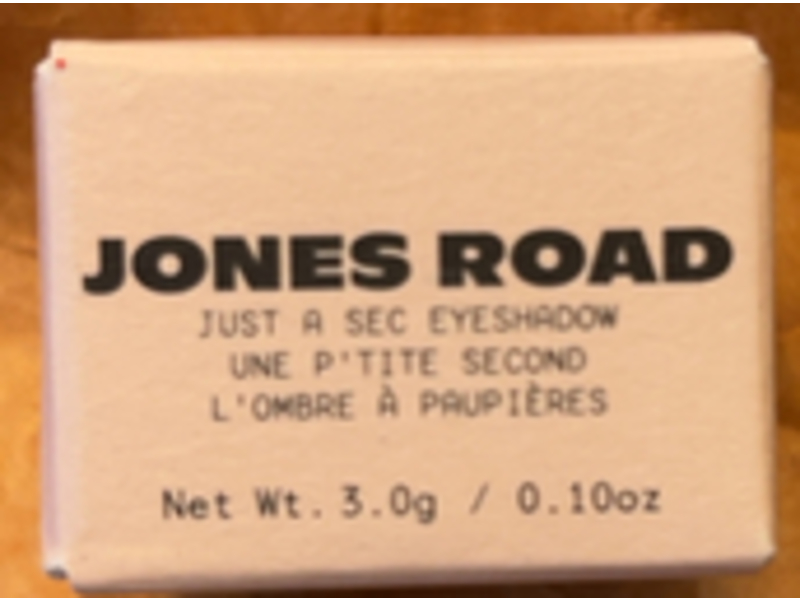 JONES ROAD
JUST A SEC EYESHADOW
UNE P'TITE SECOND
L'OMBRE À PAUPIÈRES
Net Wt. 3.0g / 0.10oz